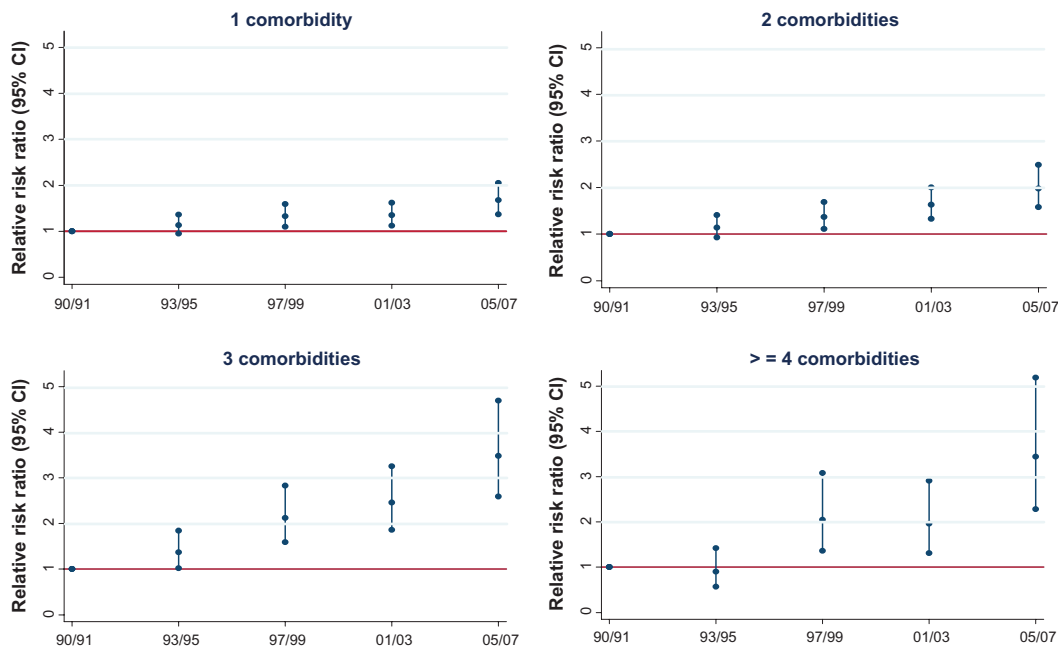 1 comorbidity
Relative risk ratio (95% CI)
5
4
3
2
1
0
90/91 93/95 97/99 01/03 05/07
2 comorbidities
Relative risk ratio (95% CI)
5
4
3
2
1
0
90/91 93/95 97/99 01/03 05/07
3 comorbidities
Relative risk ratio (95% CI)
5
4
3
2
1
0
90/91 93/95 97/99 01/03 05/07
> = 4 comorbidities
Relative risk ratio (95% CI)
5
4
3
2
1
0
90/91 93/95 97/99 01/03 05/07